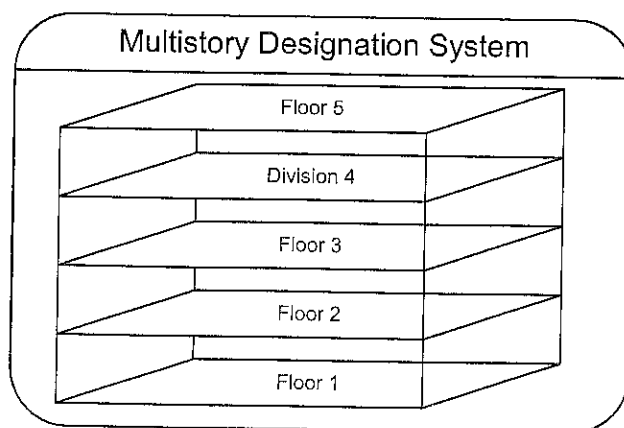 Multistory Designation System
Floor 5
Division 4
Floor 3
Floor 2
Floor 1